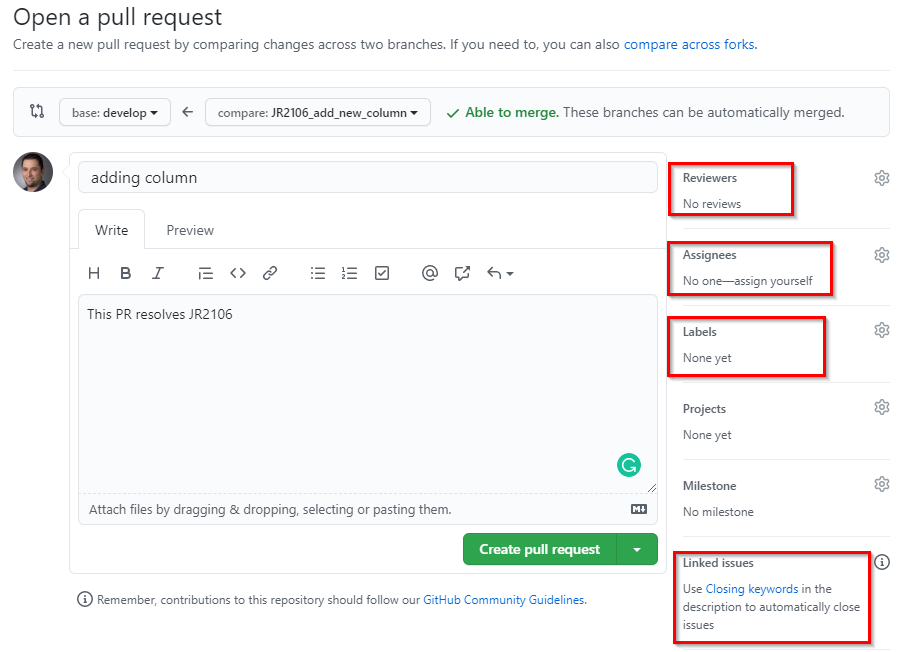 Open a pull request
Create a new pull request by comparing changes across two branches. If you need to, you can also compare across forks.
base: develop
compare: JR2106_add_new_column
Able to merge. These branches can be automatically merged.
adding column
Write
Preview
This PR resolves JR2106
Attach files by dragging & dropping, selecting or pasting them.
Create pull request
Remember, contributions to this repository should follow our GitHub Community Guidelines.
Reviewers
No reviews
Assignees
No one—assign yourself
Labels
None yet
Projects
None yet
Milestone
No milestone
Linked issues
Use Closing keywords in the
description to automatically close
issues